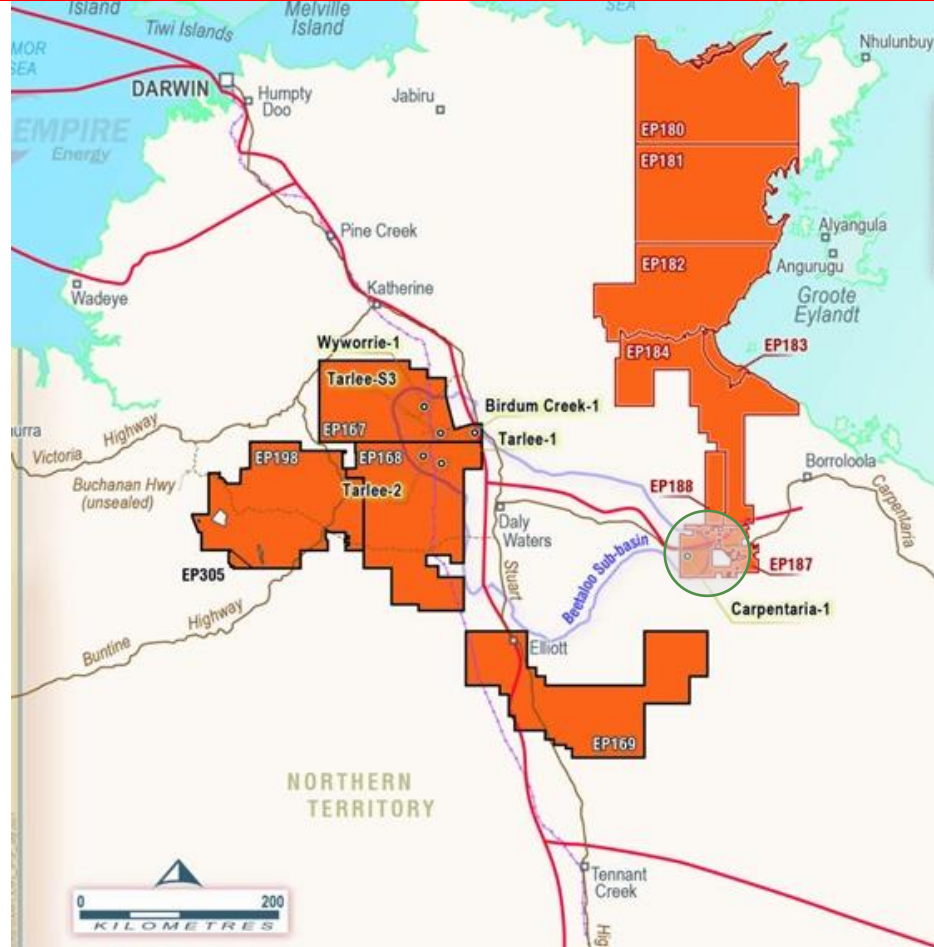 Island
Melville
Island
SEA
Tiwi Islands
MOR
SEA
DARWIN
Humpty
Doo
Jabiru
Nhulunbuy
EMPIRE
Energy
EP180
EP181
Pine Creek
Alyangula
Angurugu
EP182
Wadeye
Katherine
Groote
Eylandt
Wyworrie-1
EP183
EP184
Tarlee-S3
Birdum Creek-1
EP167
Tarlee-1
urra
Victoria
Highway
EP198
EP168
Borroloola
Buchanan Hwy
(unsealed)
Tarlee-2
EP188
Carpentaria
Daly
Waters
EP305
Stuart
Beetaloo Sub-basin
EP187
Carpentaria-1
Buntine
Highway
Elliott
EP169
NORTHERN
TERRITORY
Tennant
Creek
0
200
KILOMETRES
Hig